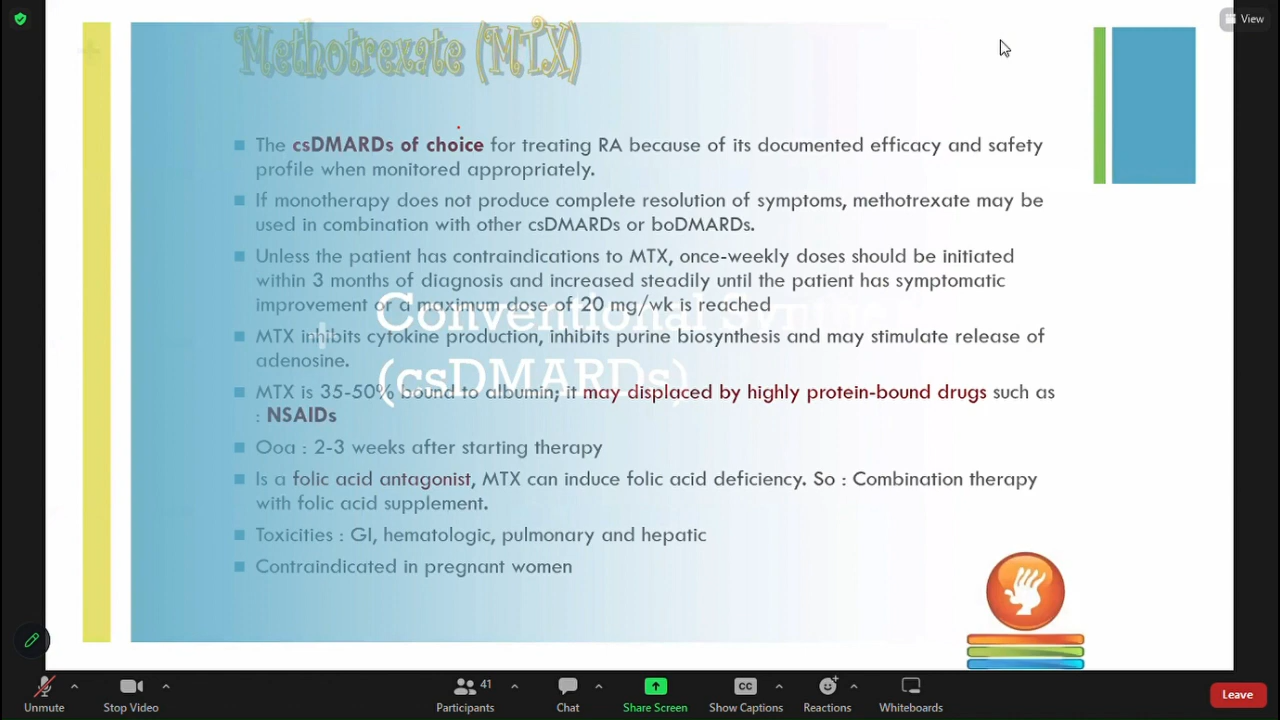 View
Methotrexate (MTX)
The csDMARDs of choice for treating RA because of its documented efficacy and safety
profile when monitored appropriately.
If monotherapy does not produce complete resolution of symptoms, methotrexate may be
used in combination with other csDMARDs or boDMARDs.
Unless the patient has contraindications to MTX, once-weekly doses should be initiated
within 3 months of diagnosis and increased steadily until the patient has symptomatic
improvement or a maximum dose of 20 mg/wk is reached
Conventional Synthe
MTX inhibits cytokine production, inhibits purine biosynthesis and may stimulate release of
adenosine.
(csDMARDs)
MTX is 35-50% bound to albumin; it may displaced by highly protein-bound drugs such as
: NSAIDs
Ooa : 2-3 weeks after starting therapy
Is a folic acid antagonist, MTX can induce folic acid deficiency. So : Combination therapy
with folic acid supplement.
Toxicities : GI, hematologic, pulmonary and hepatic
Contraindicated in pregnant women
Unmute
Stop Video
41
Participants
Chat
Share Screen
CC
Show Captions
Reactions
Whiteboards
Leave